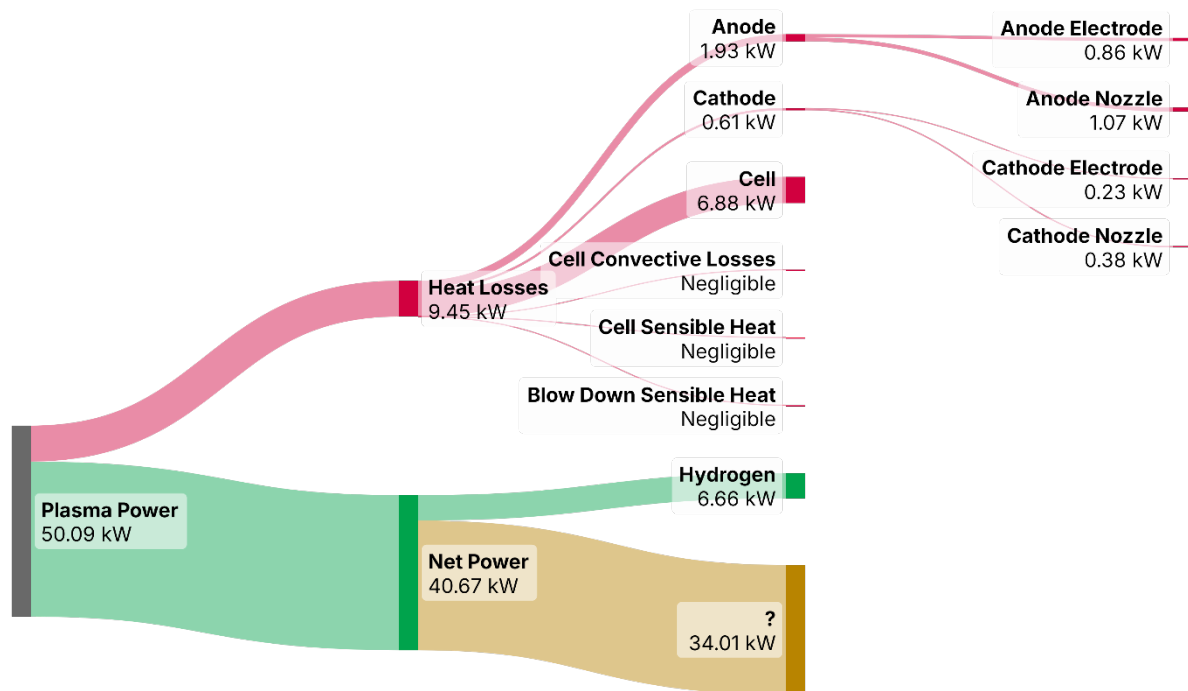 Anode
1.93 kW
Anode Electrode
0.86 kW
Cathode
0.61 kW
Anode Nozzle
1.07 kW
Cell
6.88 kW
Cathode Electrode
0.23 kW
Cathode Nozzle
0.38 kW
Cell Convective Losses
Negligible
Heat Losses
9.45 kW
Cell Sensible Heat
Negligible
Blow Down Sensible Heat
Negligible
Hydrogen
6.66 kW
Plasma Power
50.09 kW
Net Power
40.67 kW
?
34.01 kW